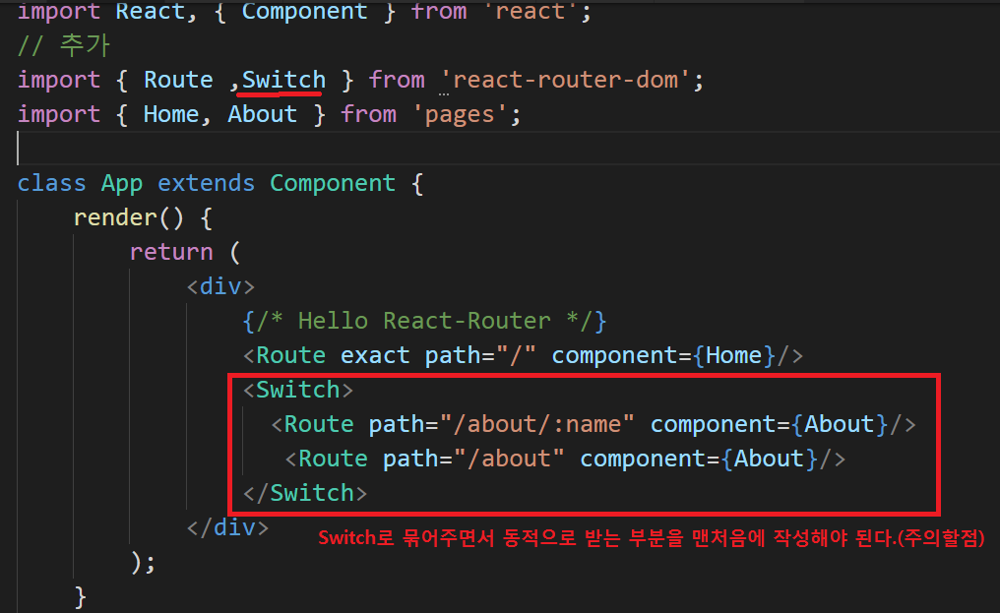 import React, { Component } from 'react';
// 추가
import { Route ,Switch } from 'react-router-dom';
import { Home, About } from 'pages';
class App extends Component {
render() {
return (
<div>
{/* Hello React-Router */}
<Route exact path="/" component={Home}/>
<Switch>
<Route path="/about/:name" component={About}/>
<Route path="/about" component={About}/>
</Switch>
</div>
Switch로 묶어주면서 동적으로 받는 부분을 맨처음에 작성해야 된다.(주의할점)
);
}